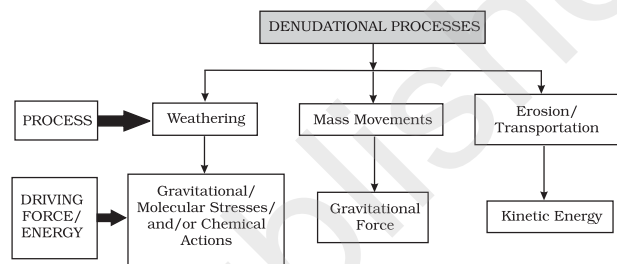 DENUDATIONAL PROCESSES
PROCESS
Weathering
Mass Movements
Erosion/
Transportation
DRIVING
FORCE/
ENERGY
Gravitational/
Molecular Stresses/
and/or Chemical
Actions
Gravitational
Force
Kinetic Energy